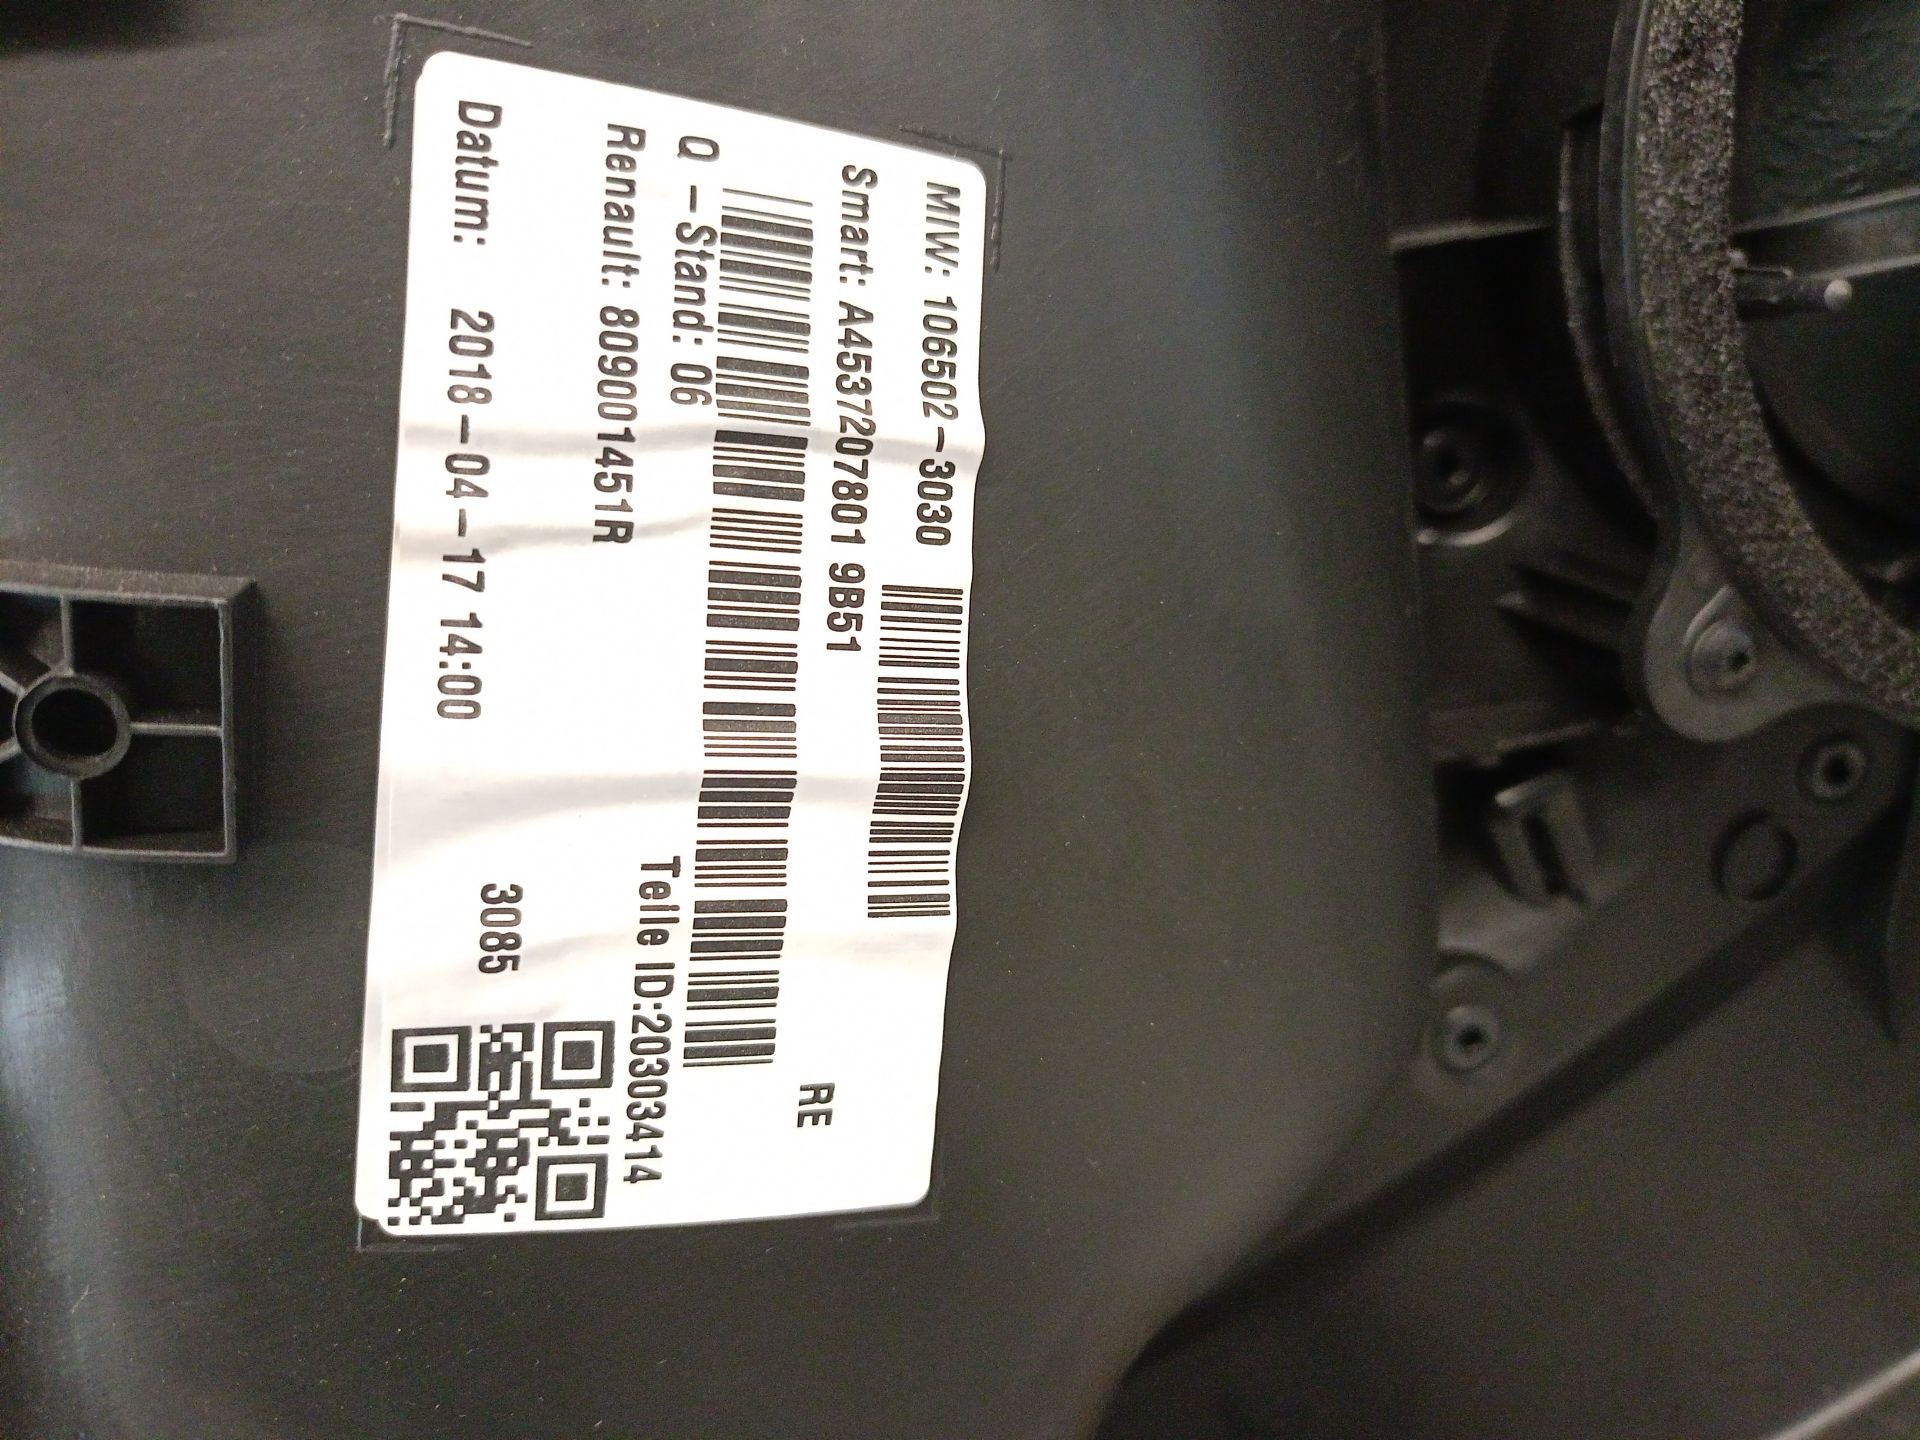 MMW: 106502-3030
Smart: A4537207801 9B51
RE
Q-Stand: 06
Teile ID:20303414
Renault: 809001451R
Datum: 2018-04-17 14:00
3085